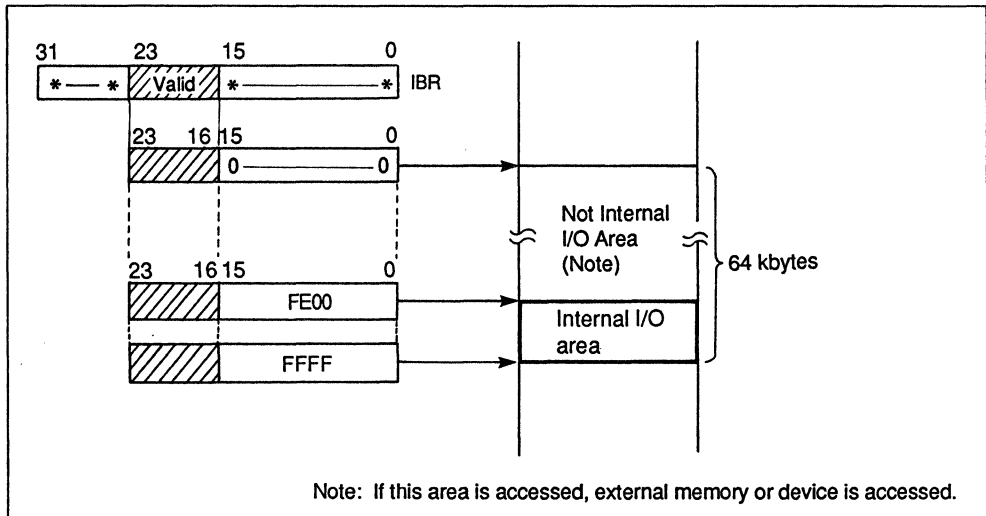 31 23 15 0
* — * Valid * — * IBR
23 16 15 0
0 — 0
Not Internal
I/O Area
(Note)
64 kbytes
23 16 15 0
FE00
Internal I/O
area
FFFF
Note: If this area is accessed, external memory or device is accessed.